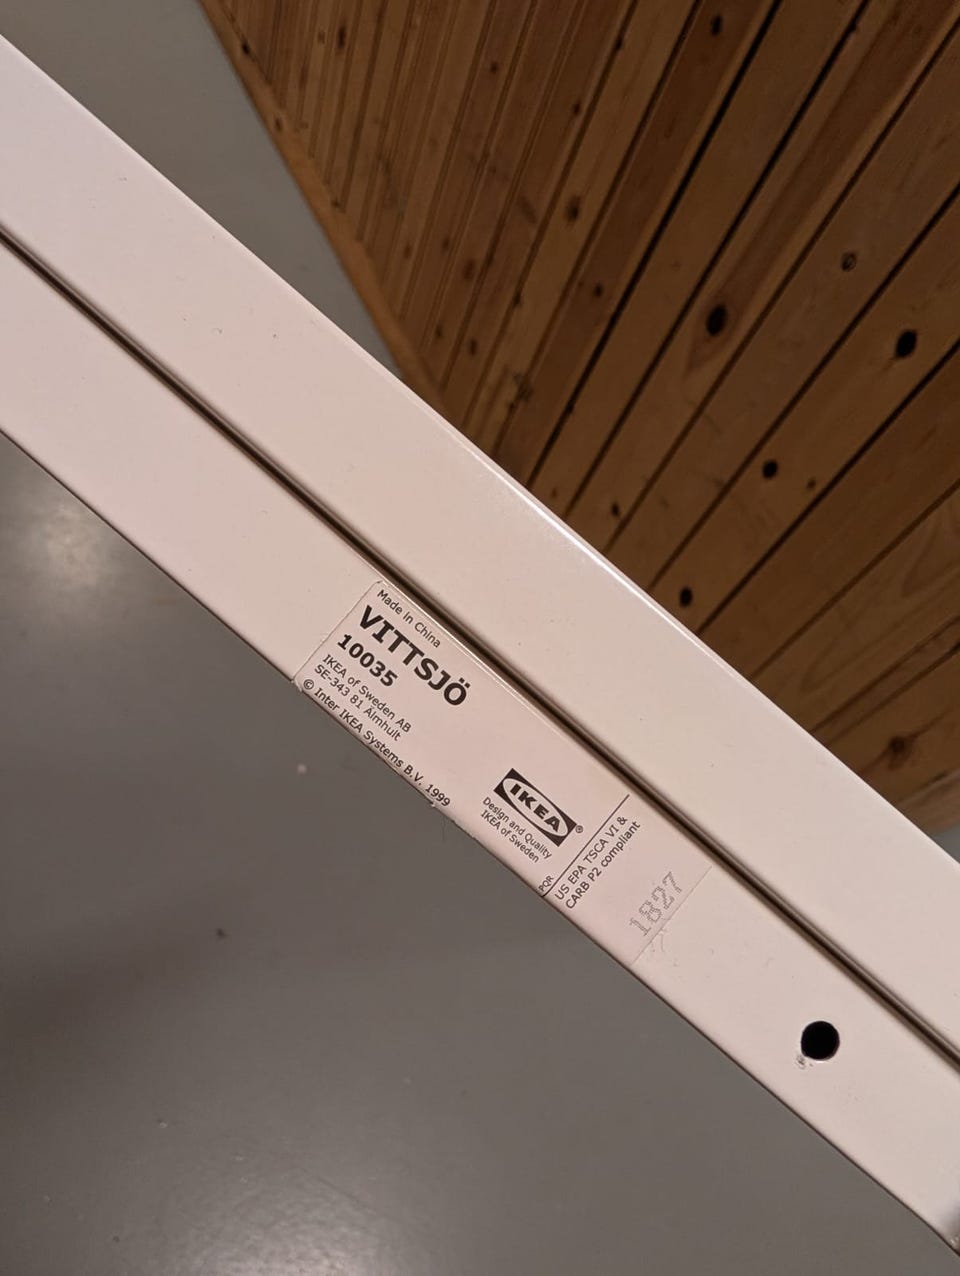 Made in China
VITTSJÖ
10035
IKEA of Sweden AB
SE-343 81 Älmhult
© Inter IKEA Systems B.V. 1999
IKEA®
Design and Quality
IKEA of Sweden
PQR
US EPA TSCA VI &
CARB P2 compliant
1827